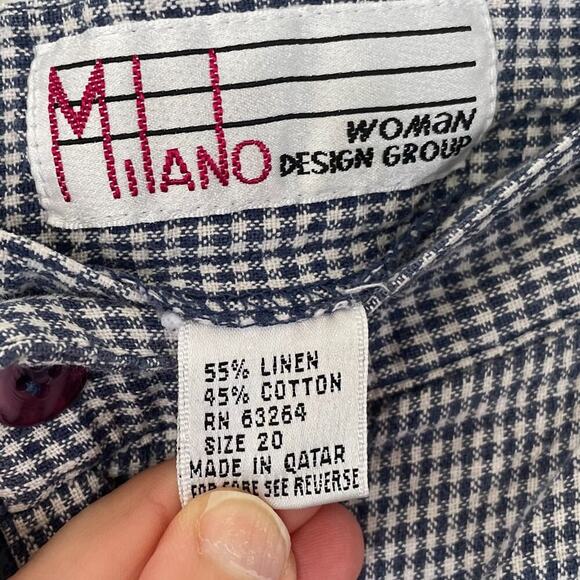 MILANO
WOMAN
DESIGN GROUP
55% LINEN
45% COTTON
RN 63264
SIZE 20
MADE IN QATAR
FOR CARE SEE REVERSE